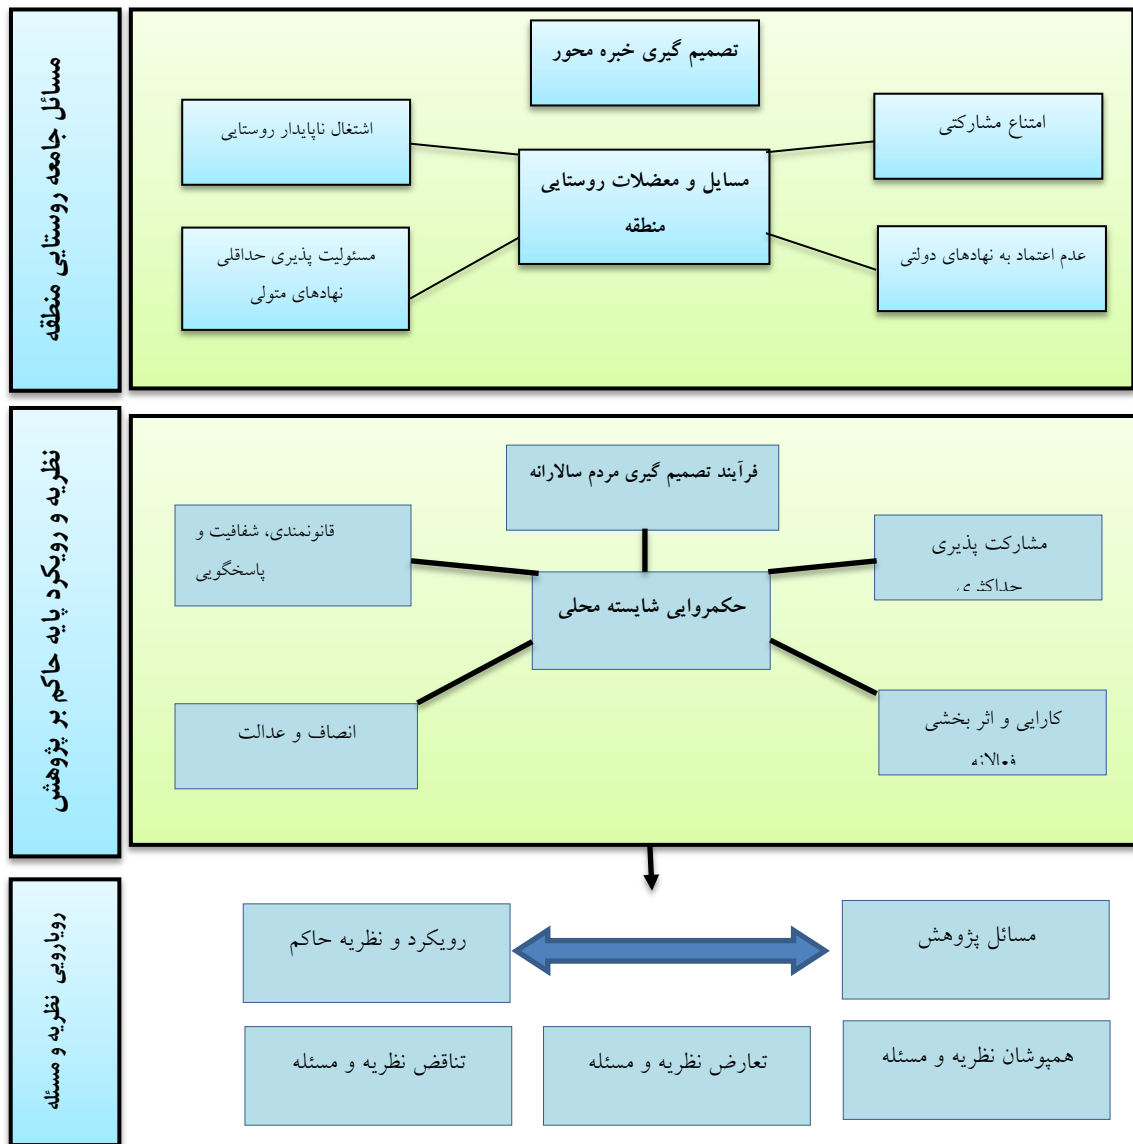 مسائل جامعه روستایی منطقه
تصمیم گیری خبره محور
امتناع مشارکتی
اشتغال ناپایدار روستایی
مسایل و معضلات روستایی
منطقه
عدم اعتماد به نهادهای دولتی
مسئولیت پذیری حداقلی
نهادهای متولی
نظریه و رویکرد پایه حاکم بر پژوهش
فرآیند تصمیم گیری مردم سالارانه
مشارکت پذیری
حداکثری
قانونمندی، شفافیت و
پاسخگویی
حکمروایی شایسته محلی
کارایی و اثر بخشی
فعالانه
انصاف و عدالت
رویارویی نظریه و مسئله
مسائل پژوهش
رویکرد و نظریه حاکم
همپوشان نظریه و مسئله
تعارض نظریه و مسئله
تناقض نظریه و مسئله